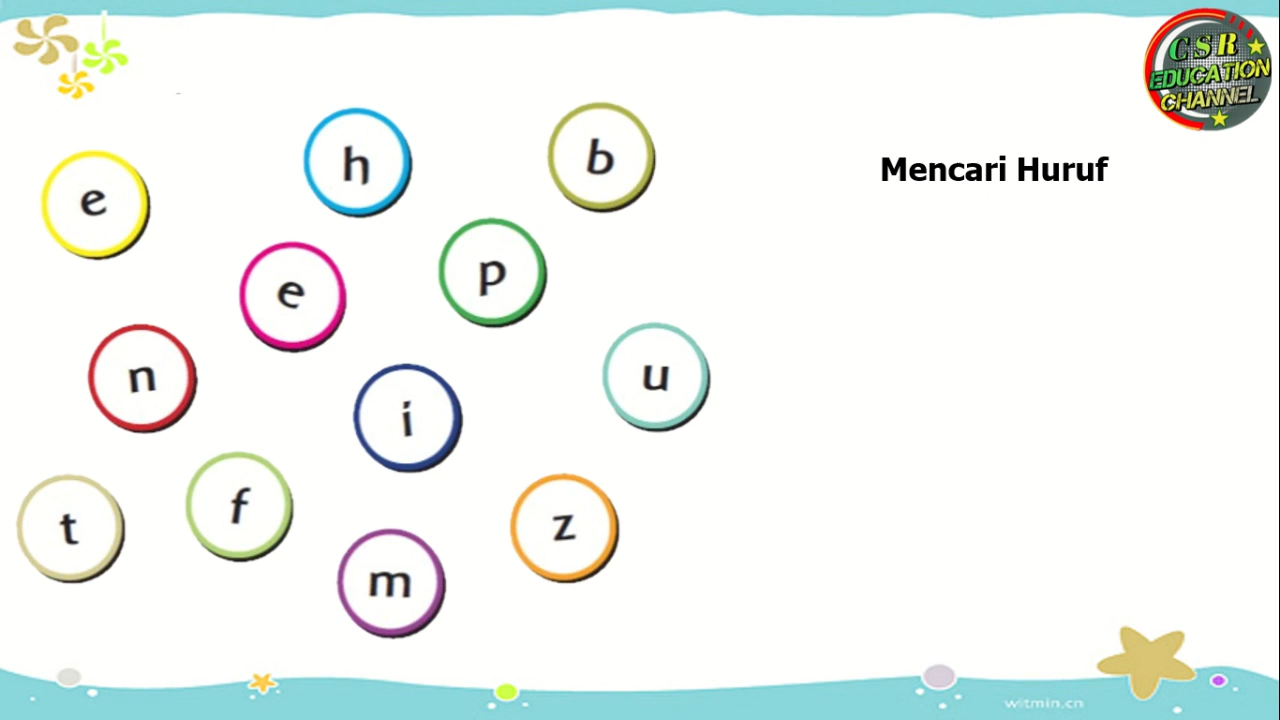 CSR
EDUCATION
CHANNEL
Mencari Huruf
h
b
e
e
p
n
i
u
t
f
m
z
witmin.cn